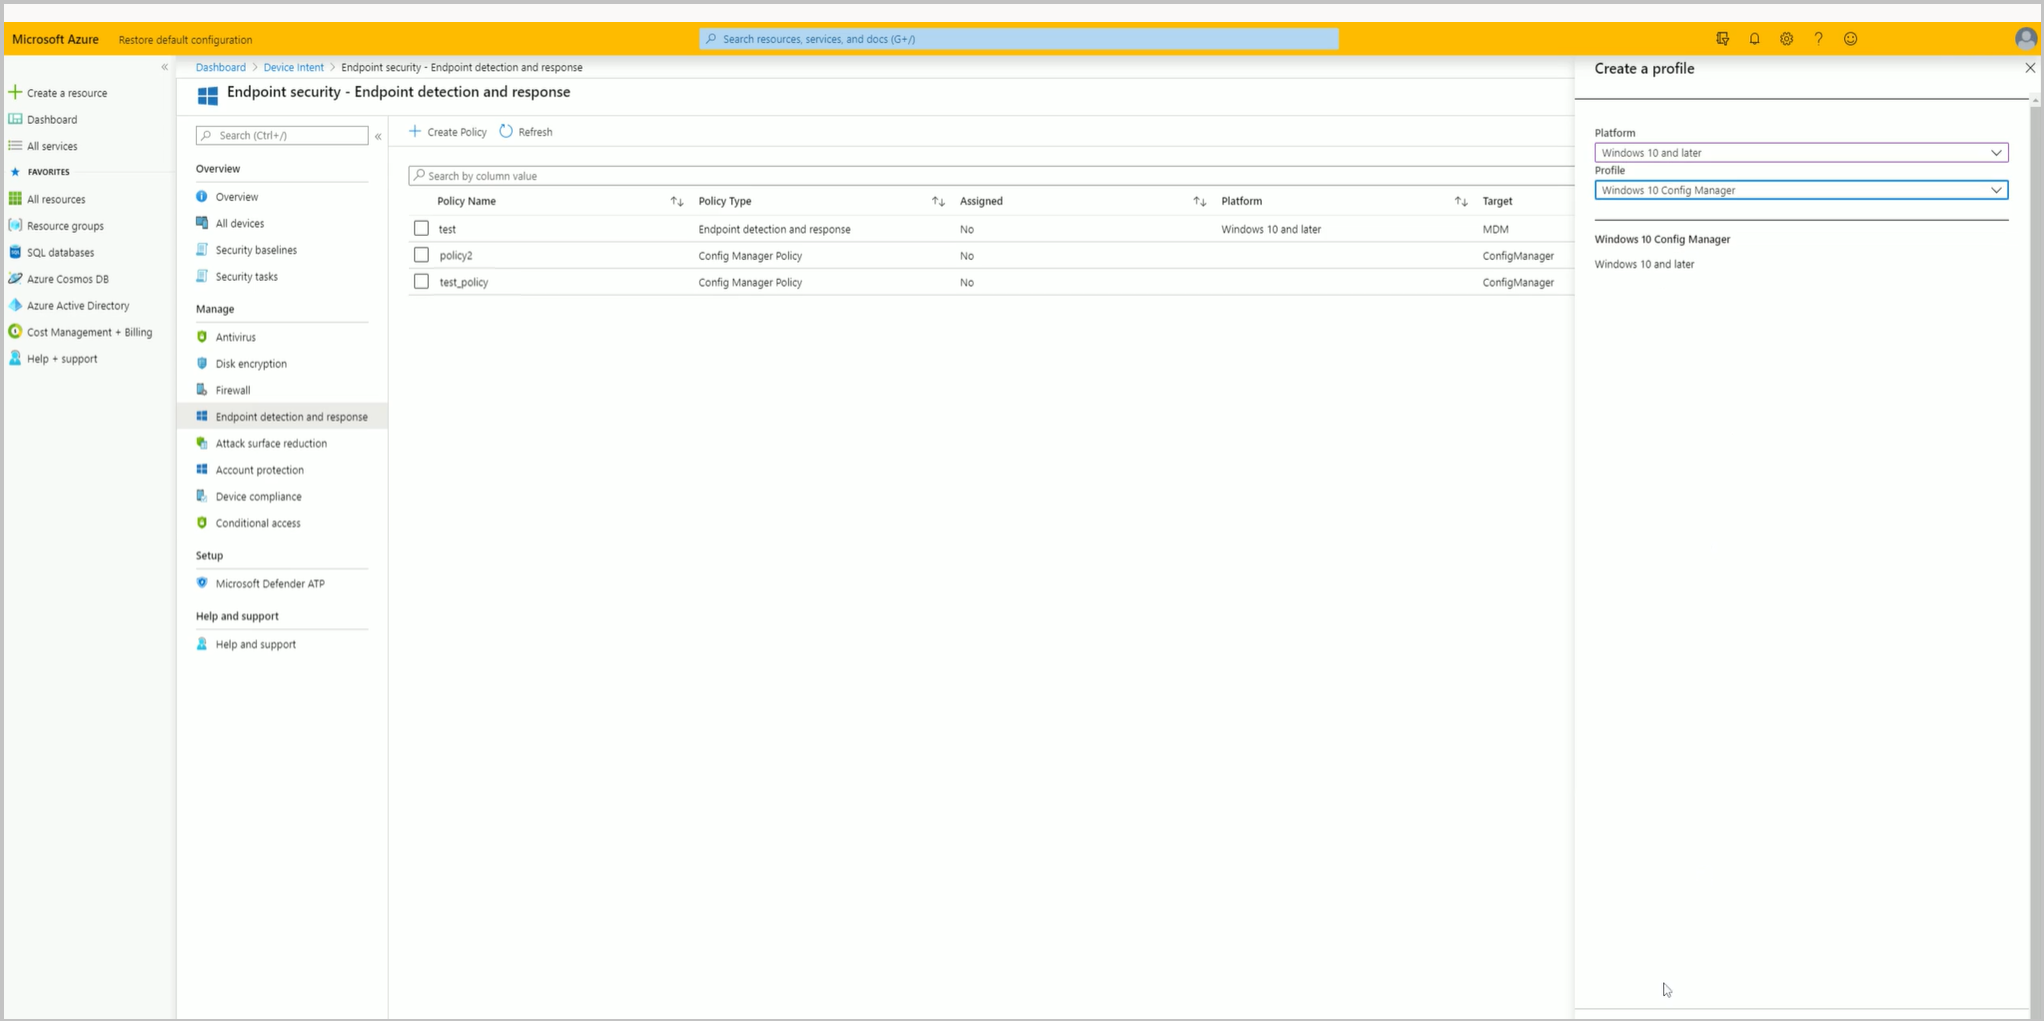 Microsoft Azure
Restore default configuration
Search resources, services, and docs (G+/)
Create a resource
Dashboard
All services
FAVORITES
All resources
Resource groups
SQL databases
Azure Cosmos DB
Azure Active Directory
Cost Management + Billing
Help + support
Dashboard > Device Intent > Endpoint security - Endpoint detection and response
Endpoint security - Endpoint detection and response
Search (Ctrl+/)
Overview
Overview
All devices
Security baselines
Security tasks
Manage
Antivirus
Disk encryption
Firewall
Endpoint detection and response
Attack surface reduction
Account protection
Device compliance
Conditional access
Setup
Microsoft Defender ATP
Help and support
Help and support
Create Policy Refresh
Search by column value
Policy Name Policy Type Assigned Platform Target
test Endpoint detection and response No Windows 10 and later MDM
policy2 Config Manager Policy No ConfigManager
test_policy Config Manager Policy No ConfigManager
Create a profile
Platform
Windows 10 and later
Profile
Windows 10 Config Manager
Windows 10 Config Manager
Windows 10 and later